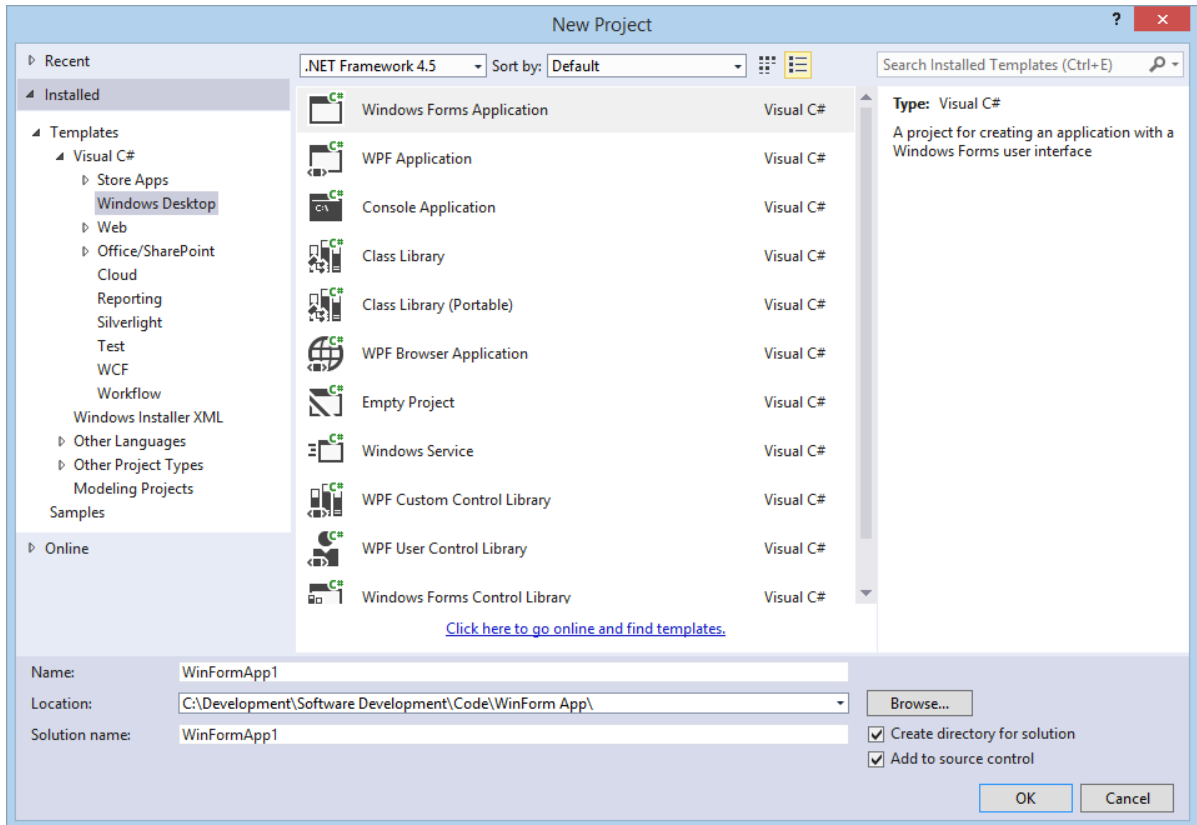 New Project
?
Recent
Installed
Templates
Visual C#
Store Apps
Windows Desktop
Web
Office/SharePoint
Cloud
Reporting
Silverlight
Test
WCF
Workflow
Windows Installer XML
Other Languages
Other Project Types
Modeling Projects
Samples
Online
.NET Framework 4.5 Sort by: Default
C# Windows Forms Application Visual C#
C# WPF Application Visual C#
C# C:\ Console Application Visual C#
C# Class Library Visual C#
C# Class Library (Portable) Visual C#
C# WPF Browser Application Visual C#
C# Empty Project Visual C#
C# Windows Service Visual C#
C# WPF Custom Control Library Visual C#
C# WPF User Control Library Visual C#
C# Windows Forms Control Library Visual C#
Click here to go online and find templates.
Search Installed Templates (Ctrl+E)
Type: Visual C#
A project for creating an application with a
Windows Forms user interface
Name: WinFormApp1
Location: C:\Development\Software Development\Code\WinForm App\ Browse...
Solution name: WinFormApp1
Create directory for solution
Add to source control
OK Cancel